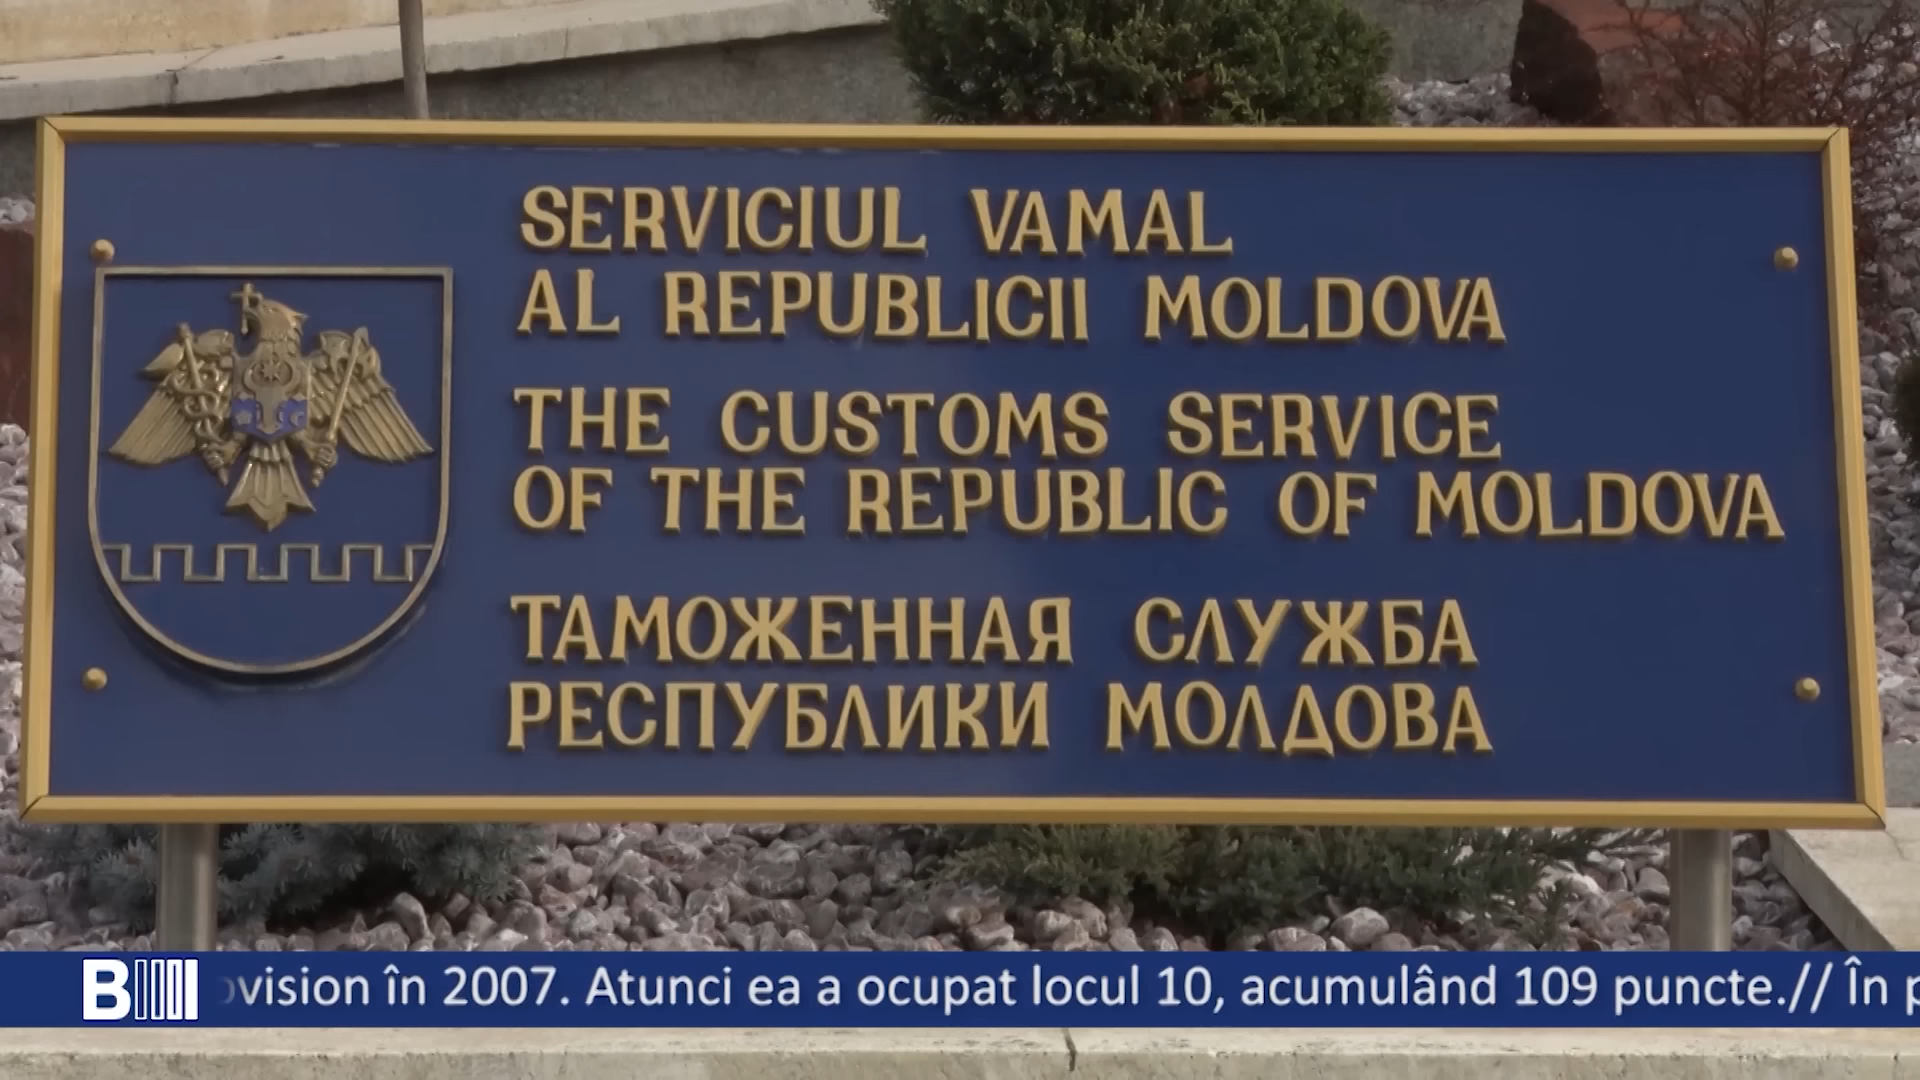 SERVICIUL VAMAL
AL REPUBLICII MOLDOVA
THE CUSTOMS SERVICE
OF THE REPUBLIC OF MOLDOVA
ТАМОЖЕННАЯ СЛУЖБА
РЕСПУБЛИКИ МОЛДОВА
B vision în 2007. Atunci ea a ocupat locul 10, acumulând 109 puncte.// În